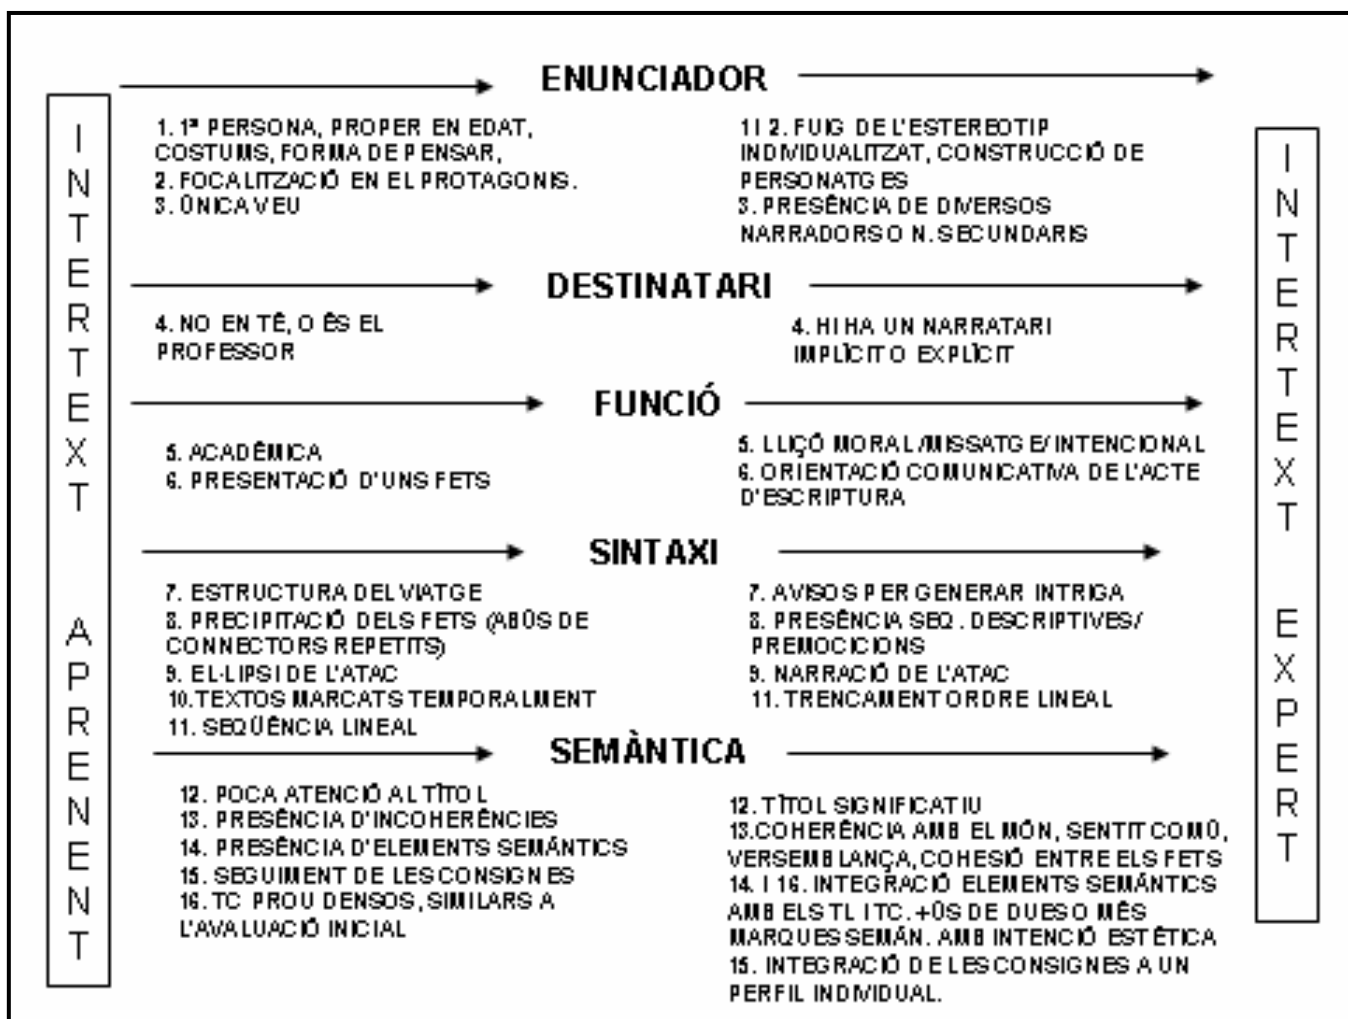 INTERTEXT APRENENT
ENUNCIADOR
1. 1ª PERSONA, PROPER EN EDAT,
COSTUMS, FORMA DE PENSAR,
2. FOCALITZACIÓ EN EL PROTAGONIS.
3. ÚNICA VEU
1 I 2. FUIG DE L'ESTEREOTIP
INDIVIDUALITZAT, CONSTRUCCIÓ DE
PERSONATGES
3. PRESÈNCIA DE DIVERSOS
NARRADORS O N. SECUNDARIS
DESTINATARI
4. NO EN TÉ, O ÉS EL
PROFESSOR
4. HI HA UN NARRATARI
IMPLÍCIT O EXPLÍCIT
FUNCIÓ
5. ACADÈMICA
6. PRESENTACIÓ D'UNS FETS
5. LLIÇÓ MORAL/MISSATGE/INTENCIONAL
6. ORIENTACIÓ COMUNICATIVA DE L'ACTE
D'ESCRIPTURA
SINTAXI
7. ESTRUCTURA DEL VIATGE
8. PRECIPITACIÓ DELS FETS (ABÚS DE
CONNECTORS REPETITS)
9. EL·LIPSI DE L'ATAC
10. TEXTOS MARCATS TEMPORALMENT
11. SEQÜÈNCIA LINEAL
7. AVISOS PER GENERAR INTRIGA
8. PRESÈNCIA SEQ. DESCRIPTIVES/
PREMOCICIONS
9. NARRACIÓ DE L'ATAC
11. TRENCAMENT ORDRE LINEAL
SEMÀNTICA
12. POCA ATENCIÓ AL TÍTOL
13. PRESÈNCIA D'INCOHERÈNCIES
14. PRESÈNCIA D'ELEMENTS SEMÀNTICS
15. SEGUIMENT DE LES CONSIGNES
16. TC PROU DENSOS, SIMILARS A
L'AVALUACIÓ INICIAL
12. TÍTOL SIGNIFICATIU
13. COHERÈNCIA AMB EL MÓN, SENTIT COMÚ,
VERSEMBLANÇA, COHESIÓ ENTRE ELS FETS
14. I 16. INTEGRACIÓ ELEMENTS SEMÀNTICS
AMB ELS TL I TC. +ÚS DE DUES O MÉS
MARQUES SEMÀN. AMB INTENCIÓ ESTÈTICA
15. INTEGRACIÓ DE LES CONSIGNES A UN
PERFIL INDIVIDUAL.
INTERTEXT EXPERT